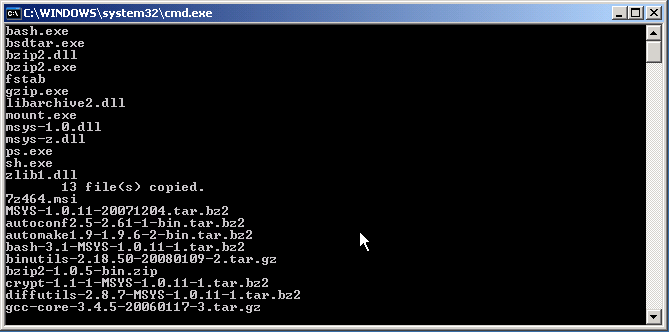 C:\WINDOWS\system32\cmd.exe
bash.exe
bsdtar.exe
bzip2.dll
bzip2.exe
fstab
gzip.exe
libarchive2.dll
mount.exe
msys-1.0.dll
msys-z.dll
ps.exe
sh.exe
zlib1.dll
13 file(s) copied.
7z464.msi
MSYS-1.0.11-20071204.tar.bz2
autoconf2.5-2.61-1-bin.tar.bz2
automake1.9-1.9.6-2-bin.tar.bz2
bash-3.1-MSYS-1.0.11-1.tar.bz2
binutils-2.18.50-20080109-2.tar.gz
bzip2-1.0.5-bin.zip
crypt-1.1-1-MSYS-1.0.11-1.tar.bz2
diffutils-2.8.7-MSYS-1.0.11-1.tar.bz2
gcc-core-3.4.5-20060117-3.tar.gz